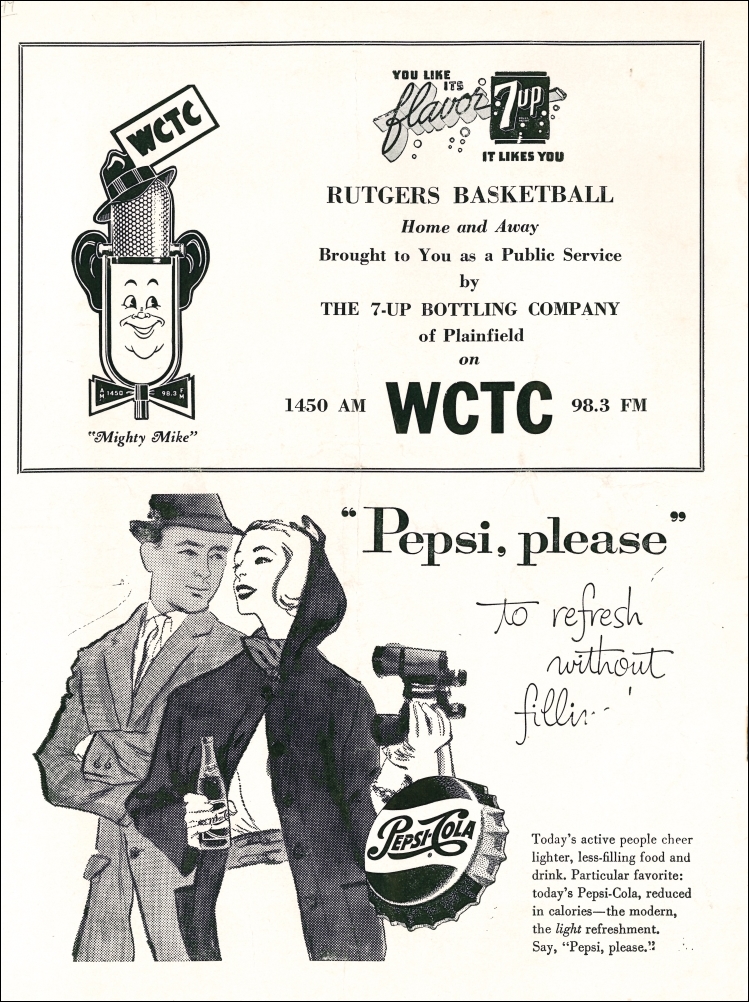 WCTC
YOU LIKE
ITS
flavor
7up
IT LIKES YOU
RUTGERS BASKETBALL
Home and Away
Brought to You as a Public Service
by
THE 7-UP BOTTLING COMPANY
of Plainfield
on
1450 AM WCTC 98.3 FM
AM 1450 98.3 FM
"Mighty Mike"
"Pepsi, please"
to refresh
without
PEPSI-COLA
Today's active people cheer
lighter, less-filling food and
drink. Particular favorite:
today's Pepsi-Cola, reduced
in calories—the modern,
the light refreshment.
Say, "Pepsi, please."